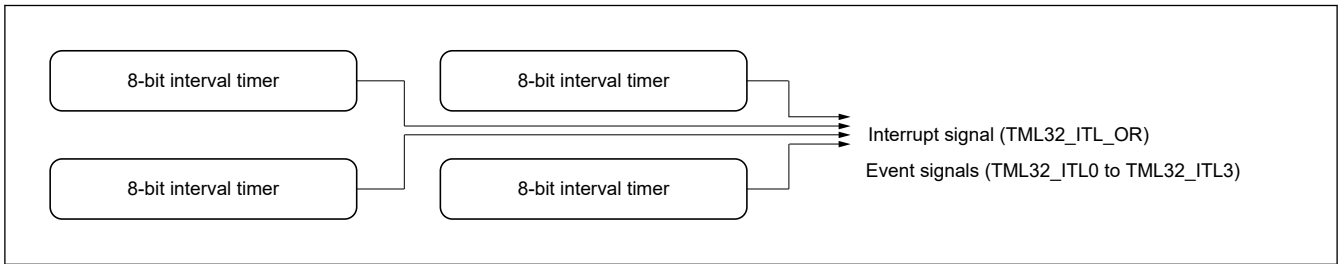 8-bit interval timer
8-bit interval timer
Interrupt signal (TML32_ITL_OR)
Event signals (TML32_ITL0 to TML32_ITL3)
8-bit interval timer
8-bit interval timer